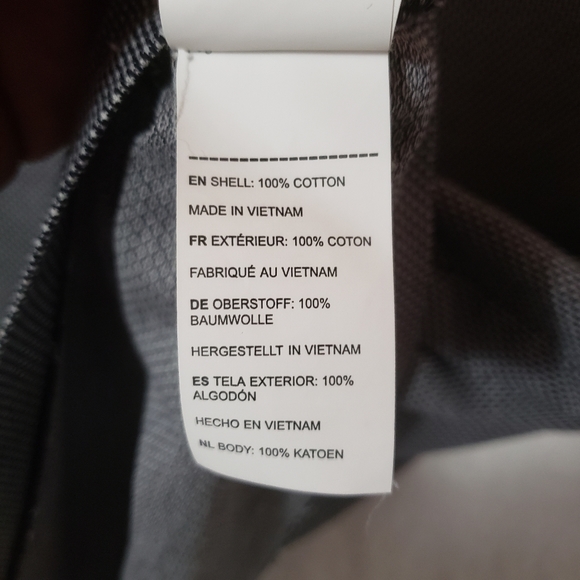 EN SHELL: 100% COTTON
MADE IN VIETNAM
FR EXTÉRIEUR: 100% COTON
FABRIQUÉ AU VIETNAM
DE OBERSTOFF: 100%
BAUMWOLLE
HERGESTELLT IN VIETNAM
ES TELA EXTERIOR: 100%
ALGODÓN
HECHO EN VIETNAM
NL BODY: 100% KATOEN